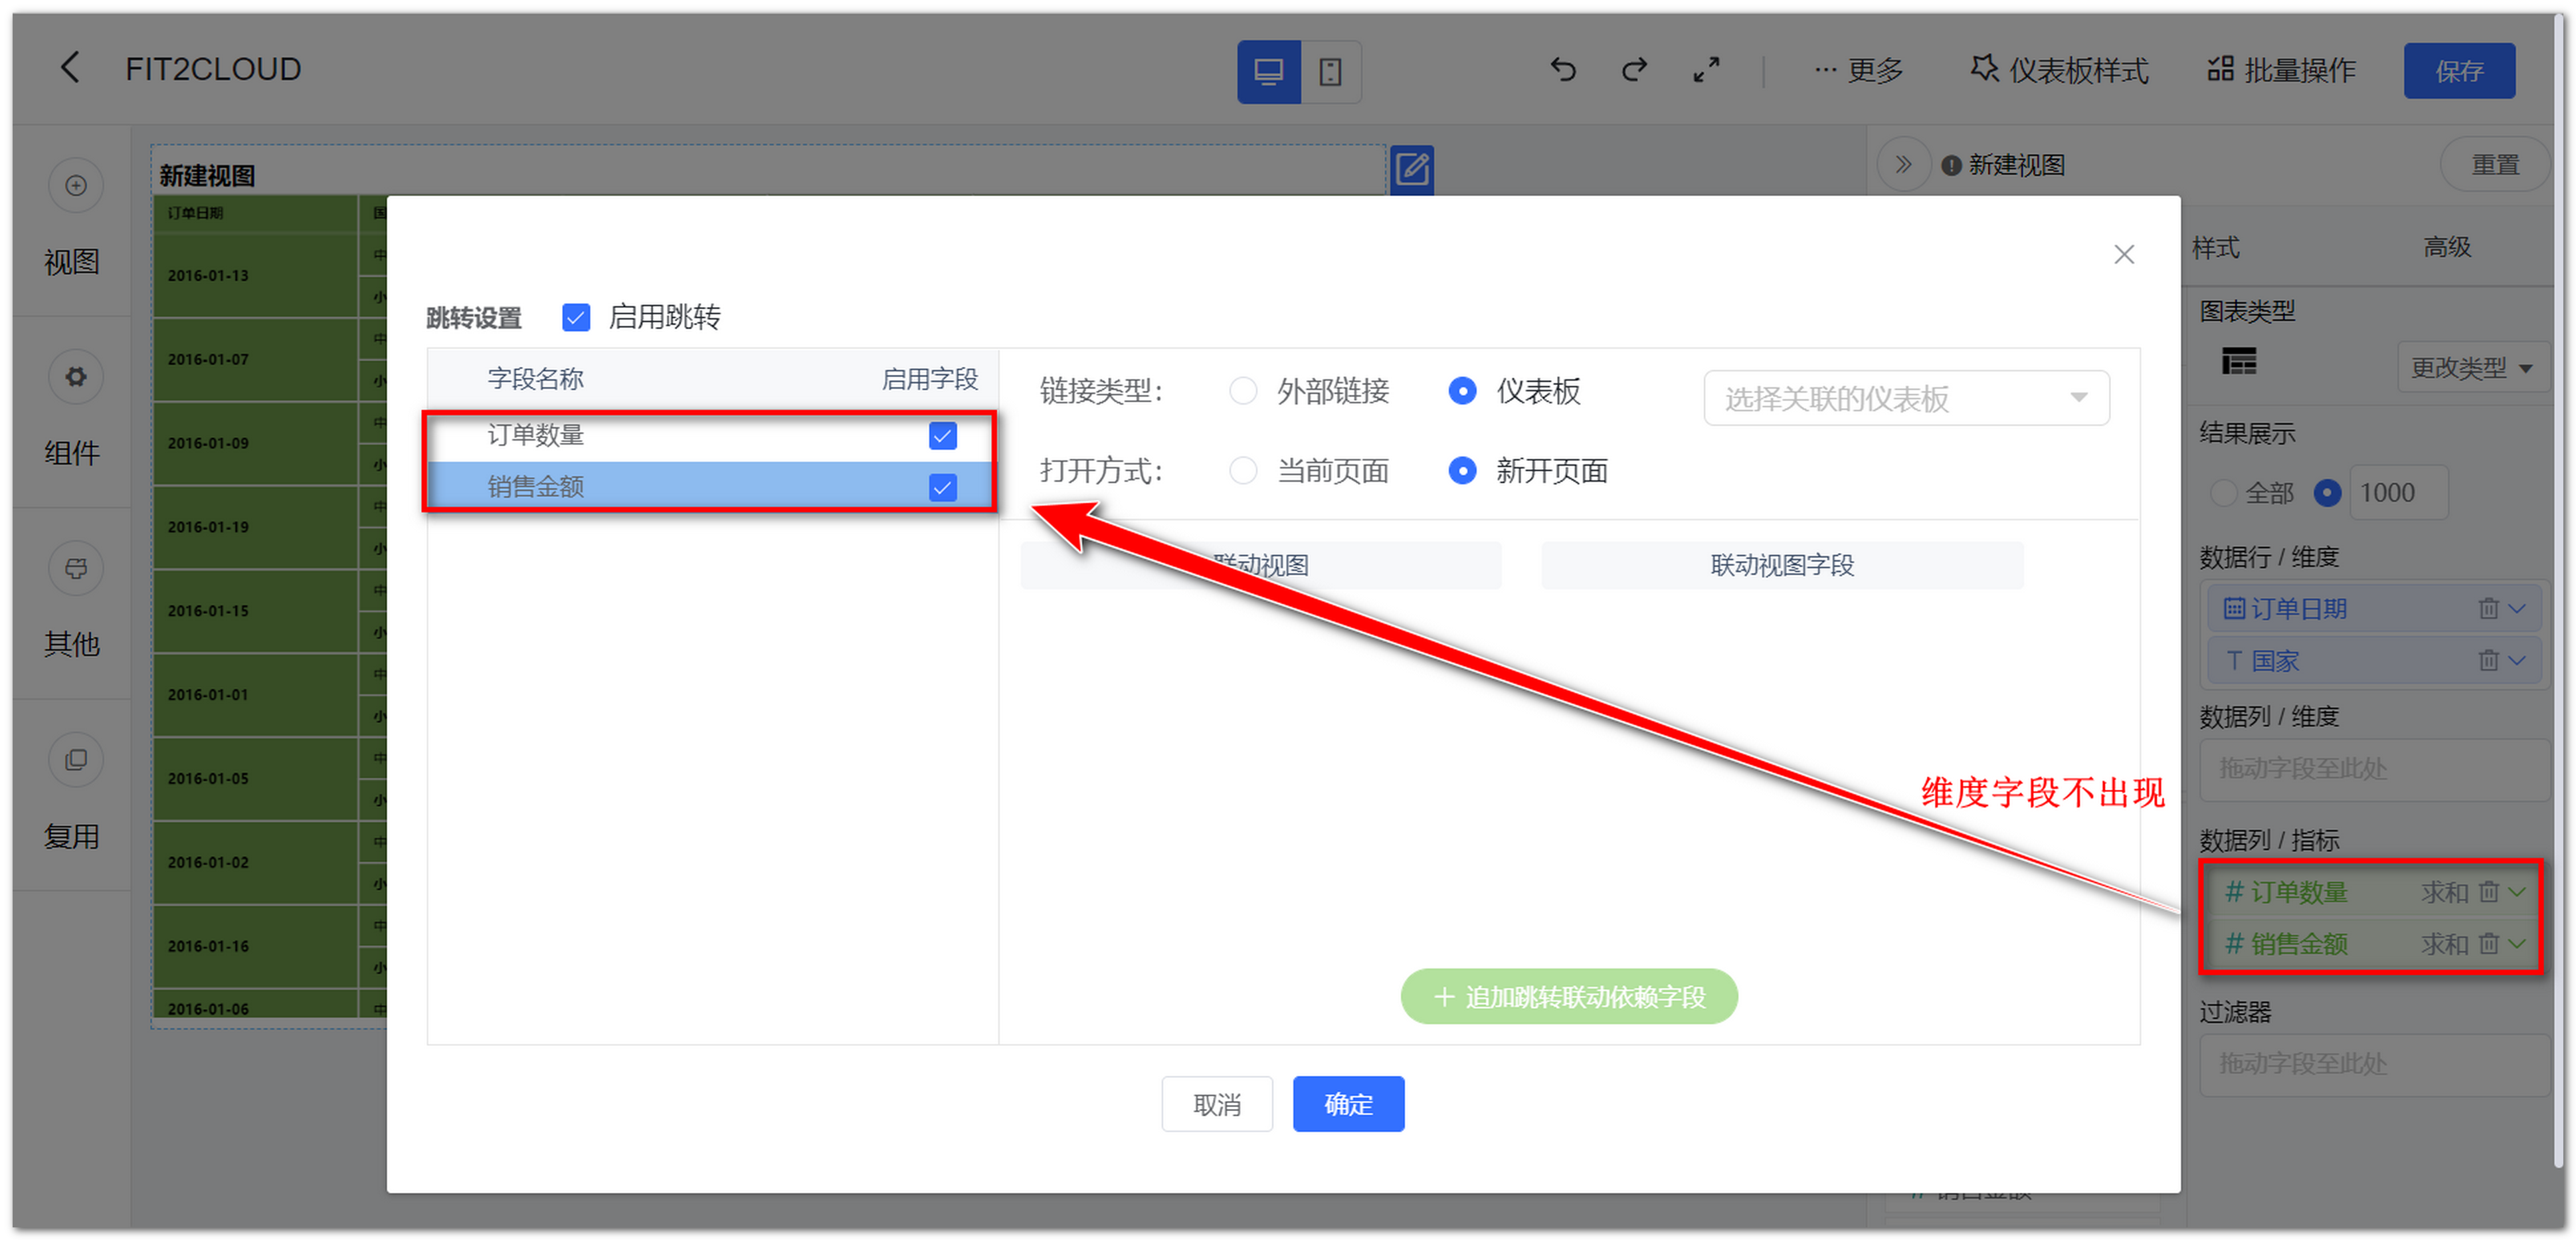 FIT2CLOUD
更多
仪表板样式
批量操作
保存
视图
组件
其他
复用
新建视图
订单日期
2016-01-13
2016-01-07
2016-01-09
2016-01-19
2016-01-15
2016-01-01
2016-01-05
2016-01-02
2016-01-16
2016-01-06
跳转设置
启用跳转
字段名称 启用字段
订单数量
销售金额
链接类型: 外部链接 仪表板 选择关联的仪表板
打开方式: 当前页面 新开页面
联动视图 联动视图字段
维度字段不出现
+ 追加跳转联动依赖字段
取消 确定
新建视图 重置
样式 高级
图表类型
更改类型
结果展示
全部 1000
数据行 / 维度
订单日期
T 国家
数据列 / 维度
拖动字段至此处
数据列 / 指标
# 订单数量 求和
# 销售金额 求和
过滤器
拖动字段至此处